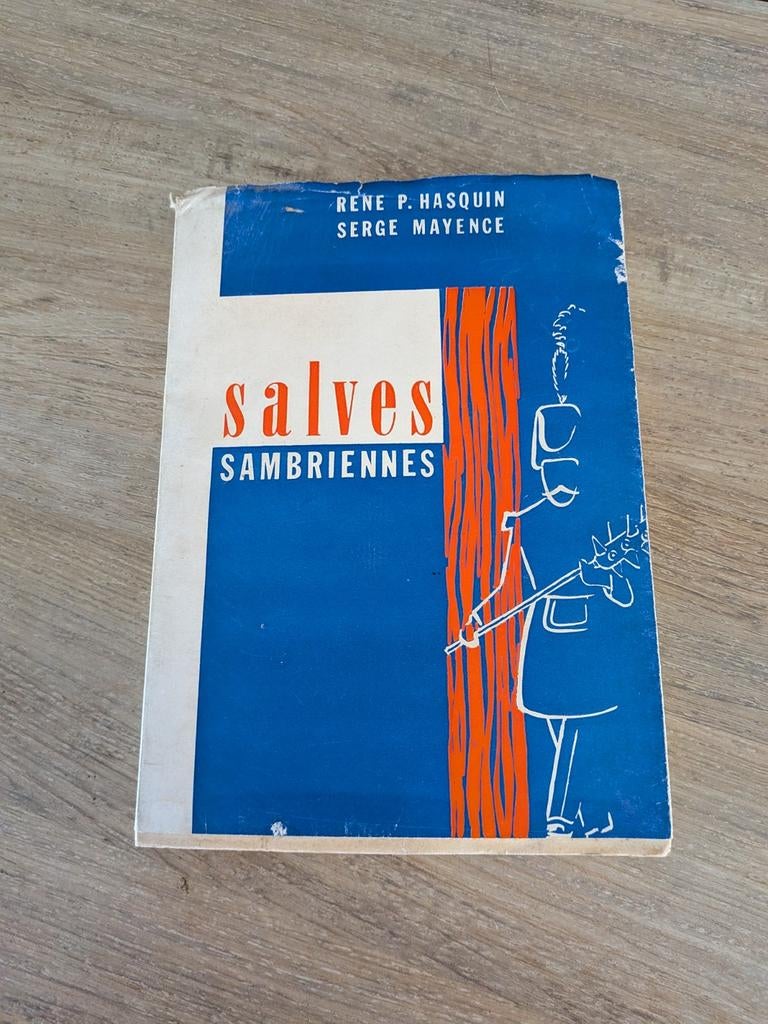 RENE P. HASQUIN
SERGE MAYENCE
salves
SAMBRIENNES